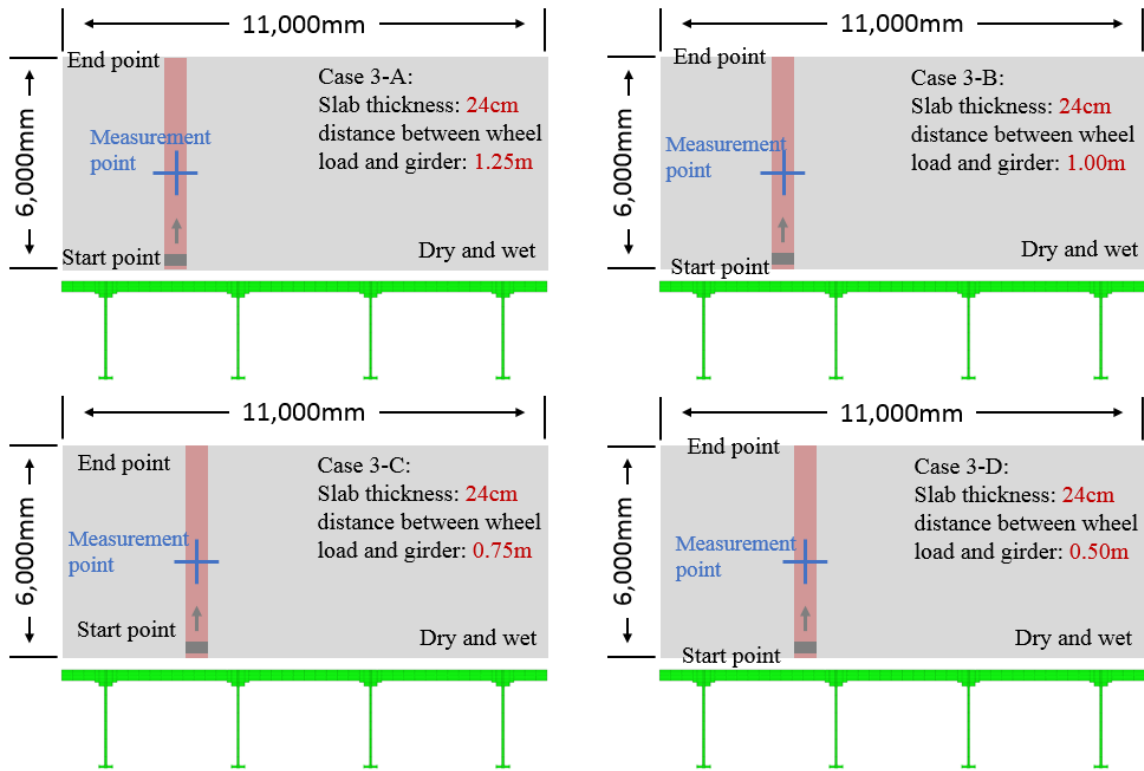 11,000mm
End point
Case 3-A:
Slab thickness: 24cm
distance between wheel
load and girder: 1.25m
Measurement
point
6,000mm
Start point
Dry and wet
11,000mm
End point
Case 3-B:
Slab thickness: 24cm
distance between wheel
load and girder: 1.00m
Measurement
point
6,000mm
Start point
Dry and wet
11,000mm
End point
Case 3-C:
Slab thickness: 24cm
distance between wheel
load and girder: 0.75m
Measurement
point
6,000mm
Start point
Dry and wet
11,000mm
End point
Case 3-D:
Slab thickness: 24cm
distance between wheel
load and girder: 0.50m
Measurement
point
6,000mm
Start point
Dry and wet